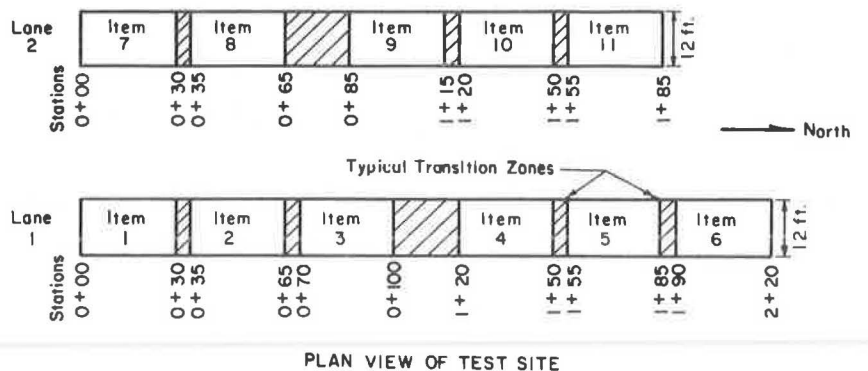 Lane 2
Item 7
Item 8
Item 9
Item 10
Item 11
12 ft.
Stations
0 + 00
0 + 30
0 + 35
0 + 65
0 + 85
1 + 15
1 + 20
1 + 50
1 + 55
1 + 85
North
Typical Transition Zones
Lane 1
Item 1
Item 2
Item 3
Item 4
Item 5
Item 6
12 ft.
Stations
0 + 00
0 + 30
0 + 35
0 + 65
0 + 70
0 + 100
1 + 20
1 + 50
1 + 55
1 + 85
1 + 90
2 + 20
PLAN VIEW OF TEST SITE